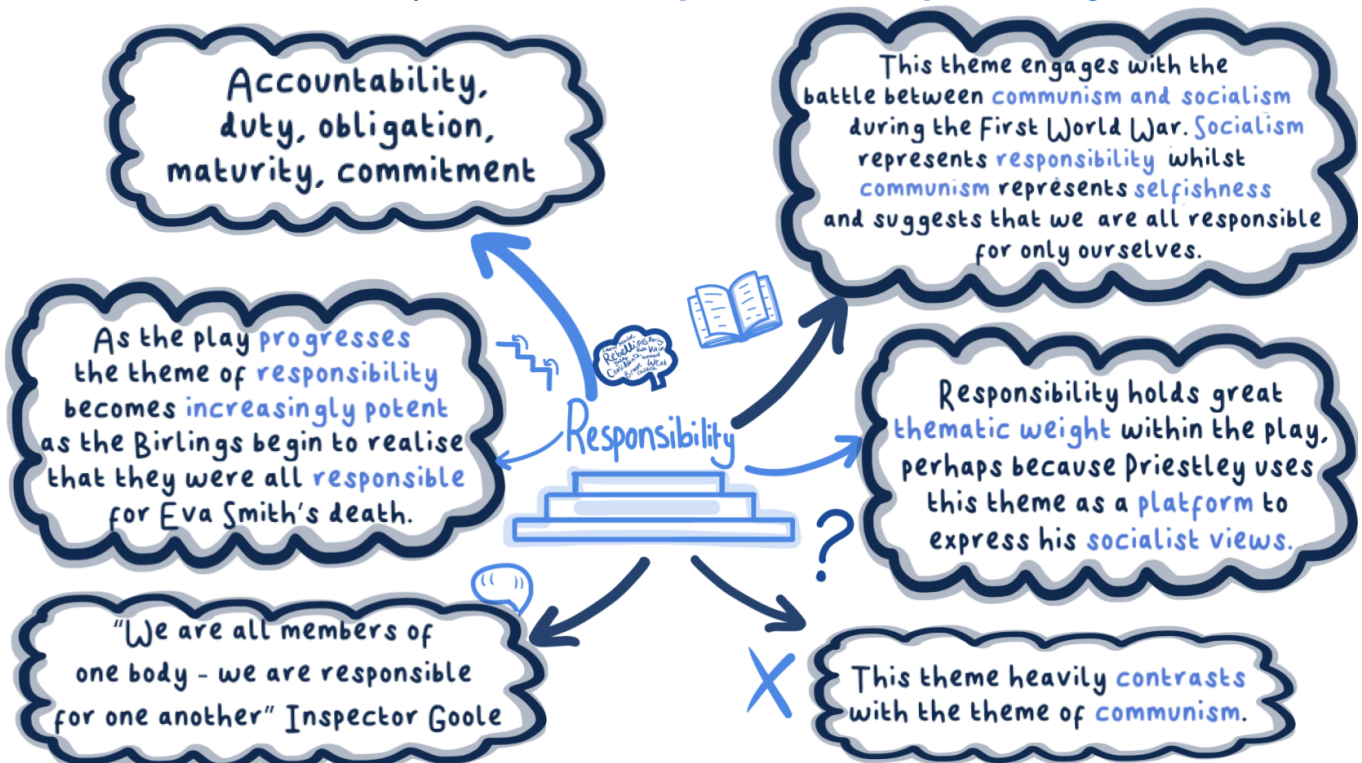 Accountability,
duty, obligation,
maturity, commitment
This theme engages with the
battle between communism and socialism
during the First World War. Socialism
represents responsibility whilst
communism represents selfishness
and suggests that we are all responsible
for only ourselves.
As the play progresses
the theme of responsibility
becomes increasingly potent
as the Birlings begin to realise
that they were all responsible
for Eva Smith's death.
Rebellious
Responsibility
Responsibility holds great
thematic weight within the play,
perhaps because Priestley uses
this theme as a platform to
express his socialist views.
?
"We are all members of
one body - we are responsible
for one another" Inspector Goole
X
This theme heavily contrasts
with the theme of communism.